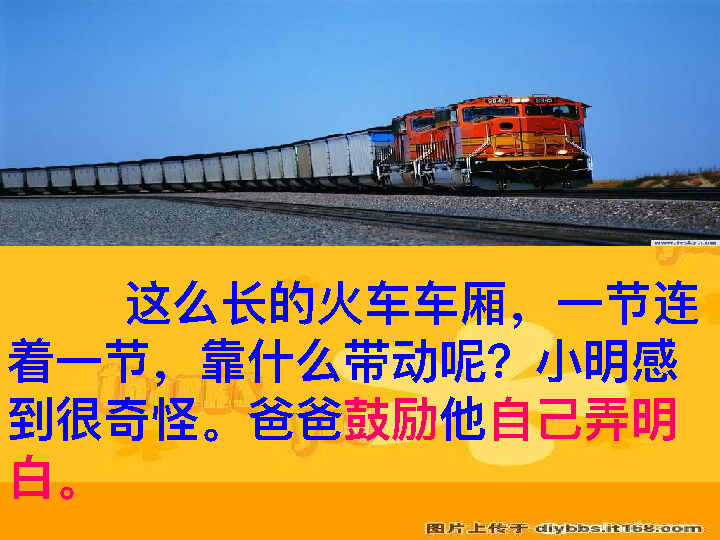 这么长的火车车厢，一节连
着一节，靠什么带动呢？小明感
到很奇怪。爸爸鼓励他自己弄明
白。
图片上传于 diybbs.it168.com